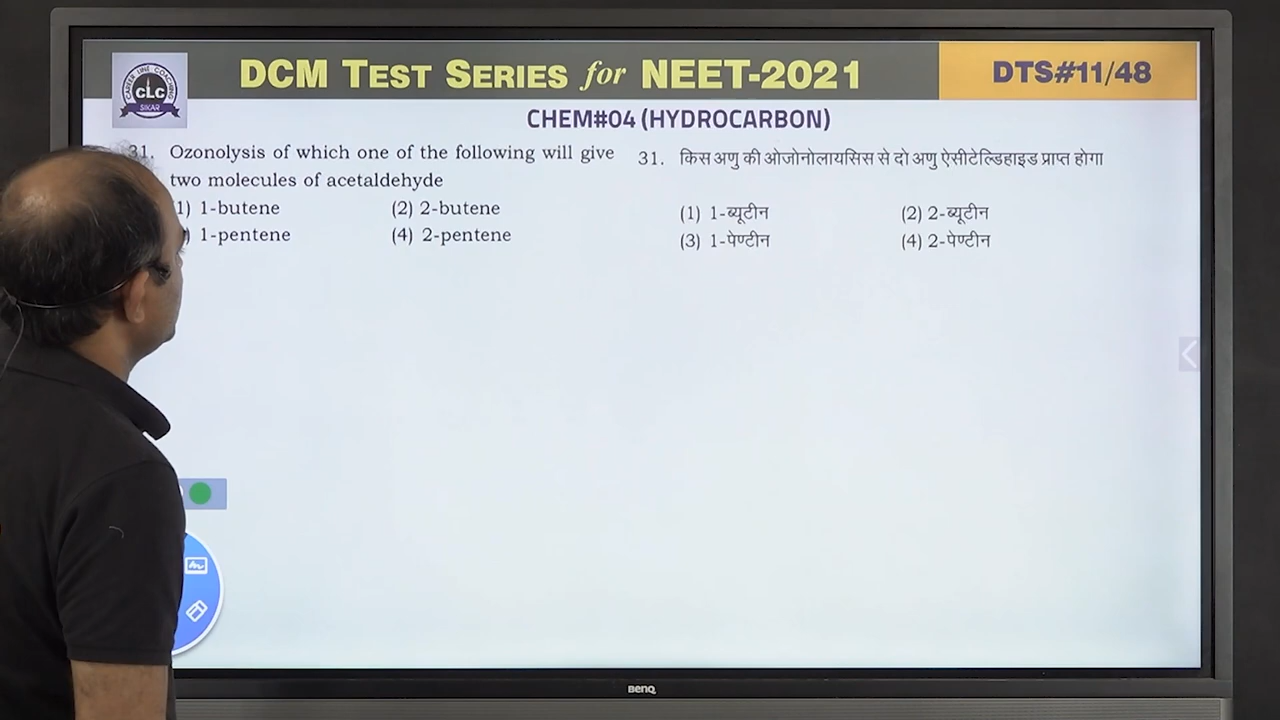 DCM TEST SERIES for NEET-2021
DTS#11/48
CLC
SIKAR
CHEM#04 (HYDROCARBON)
31. Ozonolysis of which one of the following will give
two molecules of acetaldehyde
1) 1-butene (2) 2-butene
) 1-pentene (4) 2-pentene
31. किस अणु की ओजोनोलायसिस से दो अणु ऐसीटेल्डिहाइड प्राप्त होगा
(1) 1-ब्यूटीन (2) 2-ब्यूटीन
(3) 1-पेण्टीन (4) 2-पेण्टीन
BenQ